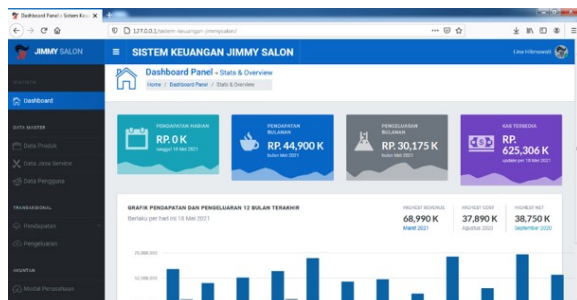 Dashboard Panel - Sistem Keu
127.0.0.1/sistem-keuangan-jimmysalon/
JIMMY SALON
SISTEM KEUANGAN JIMMY SALON
Lina Hilmawati
Dashboard Panel » Stats & Overview
Home / Dashboard Panel / Stats & Overview
Dashboard
DATA MASTER
Data Produk
Data Jasa Service
Data Pengguna
TRANSAKSIONAL
Pendapatan
Pengeluaran
Modal Perusahaan
PENDAPATAN HARIAN
RP. 0 K
tanggal 18 Mei 2021
PENDAPATAN BULANAN
RP. 44,900 K
bulan Mei 2021
PENGELUARAN BULANAN
RP. 30,175 K
bulan Mei 2021
KAS TERSEDIA
RP.
625,306 K
update per 18 Mei 2021
GRAFIK PENDAPATAN DAN PENGELUARAN 12 BULAN TERAKHIR
Berlaku per hari ini 18 Mei 2021
HIGHEST REVENUE
68,990 K
Maret 2021
HIGHEST COST
37,890 K
Agustus 2020
HIGHEST NET
38,750 K
September 2020